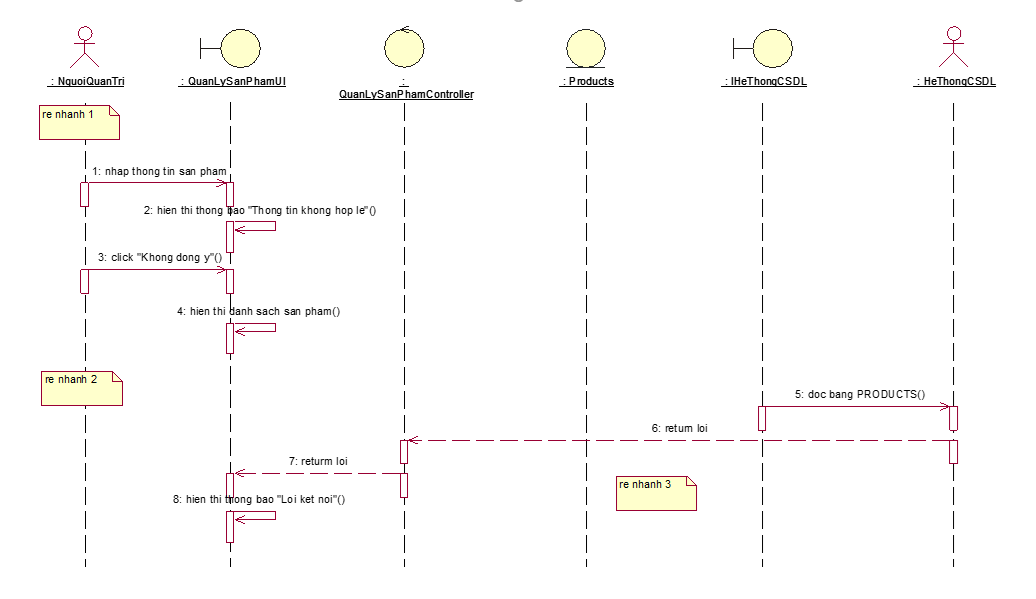 : NguoiQuanTri
: QuanLySanPhamUI
:
QuanLySanPhamController
: Products
: IHeThongCSDL
: HeThongCSDL
re nhanh 1
1: nhap thong tin san pham
2: hien thi thong bao "Thong tin khong hop le"()
3: click "Khong dong y"()
4: hien thi danh sach san pham()
re nhanh 2
5: doc bang PRODUCTS()
6: return loi
7: returm loi
re nhanh 3
8: hien thi thong bao "Loi ket noi"()